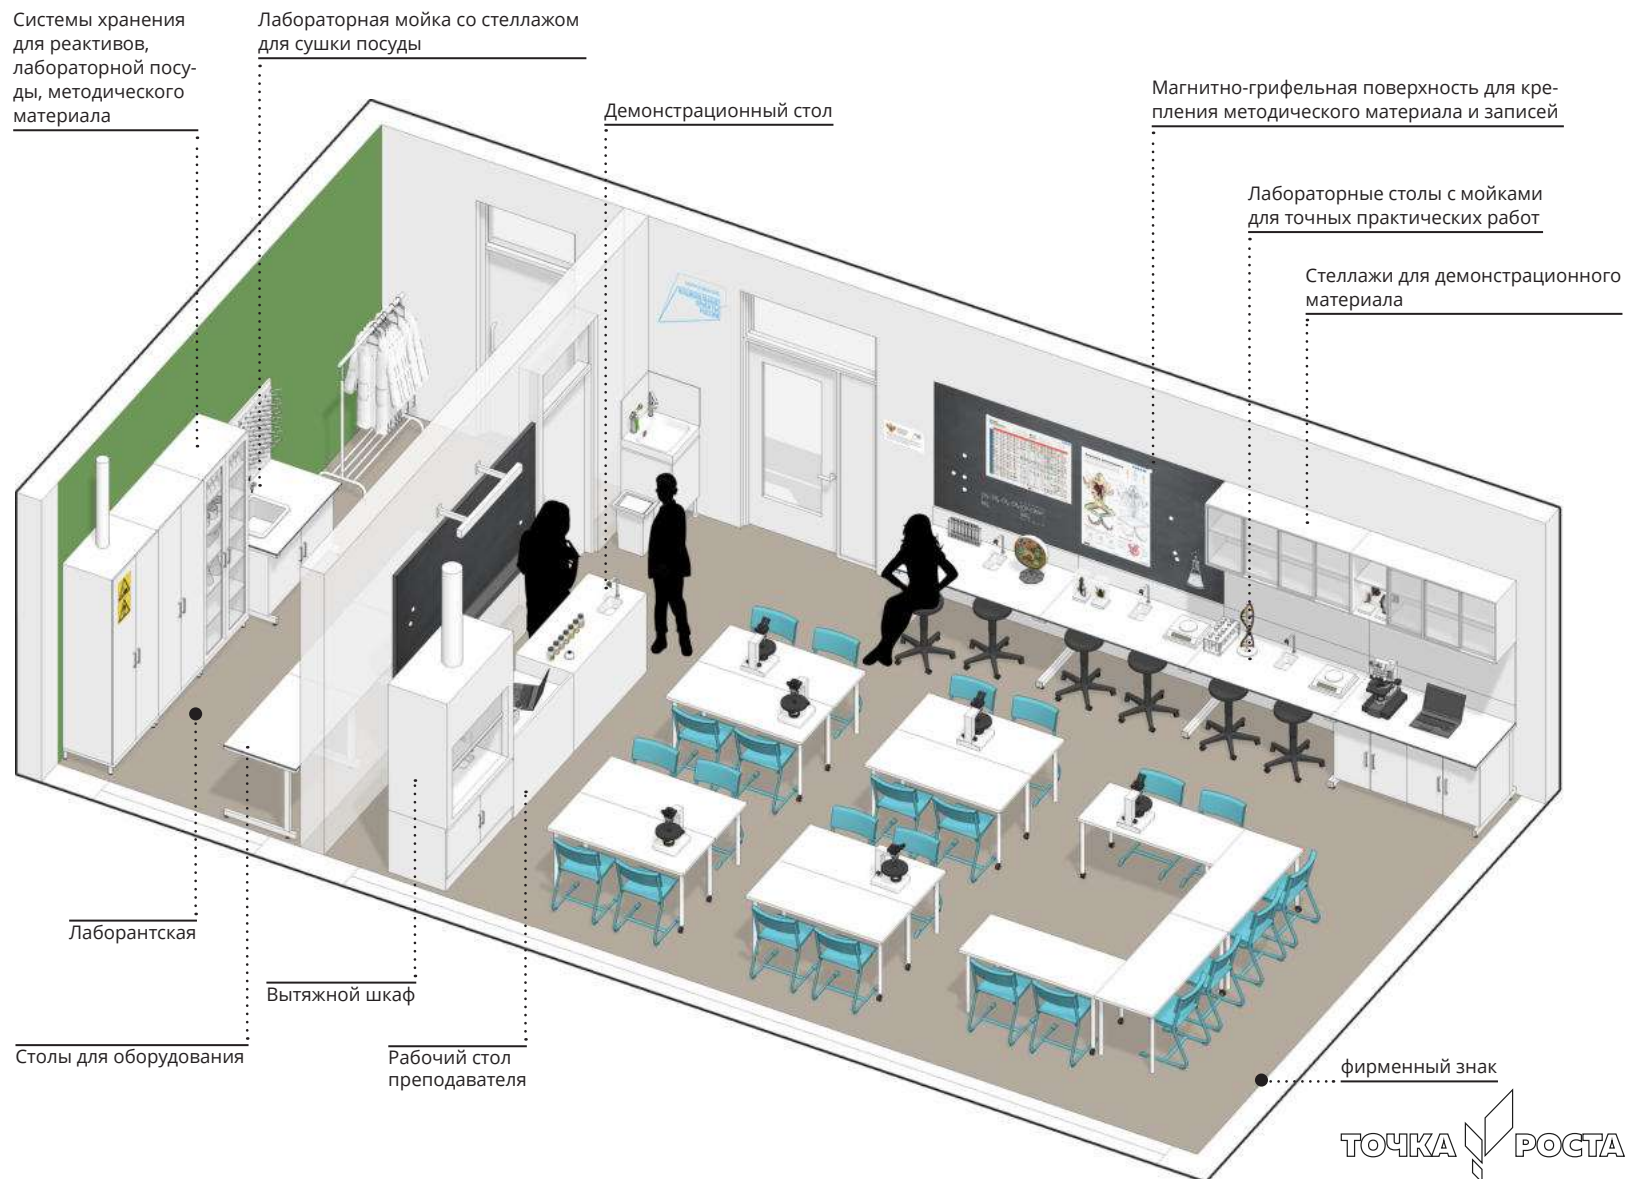 Системы хранения
для реактивов,
лабораторной посу-
ды, методического
материала
Лабораторная мойка со стеллажом
для сушки посуды
Демонстрационный стол
Магнитно-грифельная поверхность для кре-
пления методического материала и записей
Лабораторные столы с мойками
для точных практических работ
Стеллажи для демонстрационного
материала
Лаборантская
Вытяжной шкаф
Столы для оборудования
Рабочий стол
преподавателя
фирменный знак
ТОЧКА РОСТА